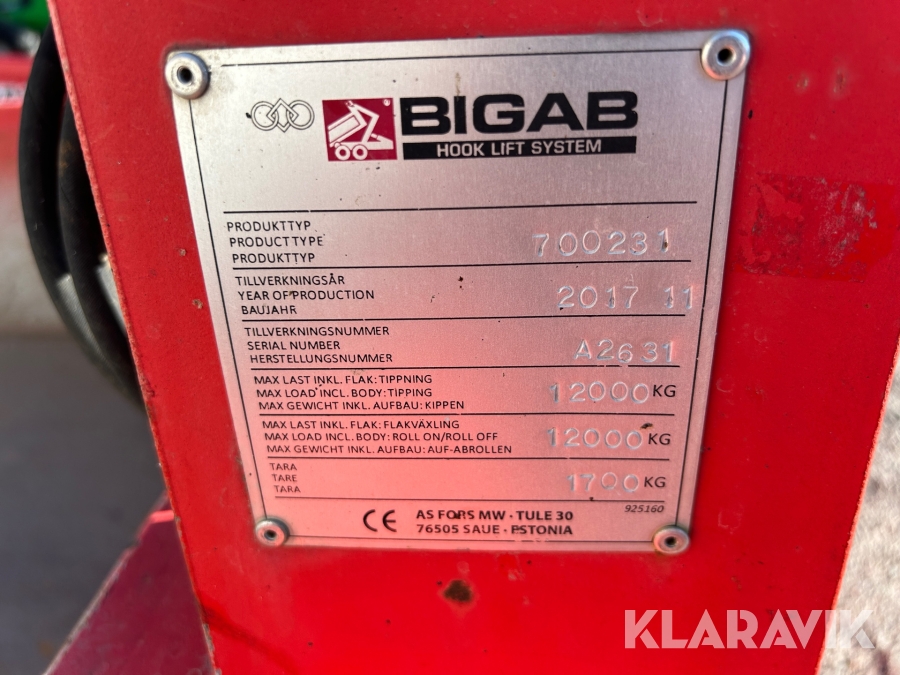 BIGAB
HOOK LIFT SYSTEM
PRODUKTTYP
PRODUCT TYPE
PRODUKTTYP
700231
TILLVERKNINGSÅR
YEAR OF PRODUCTION
BAUJAHR
2017 11
TILLVERKNINGSNUMMER
SERIAL NUMBER
HERSTELLUNGSNUMMER
A2631
MAX LAST INKL. FLAK: TIPPNING
MAX LOAD INCL. BODY: TIPPING
MAX GEWICHT INKL. AUFBAU: KIPPEN
12000 KG
MAX LAST INKL. FLAK: FLAKVÄXLING
MAX LOAD INCL. BODY: ROLL ON/ROLL OFF
MAX GEWICHT INKL. AUFBAU: AUF-ABROLLEN
12000 KG
TARA
TARE
TARA
1700 KG
925160
CE AS FORS MW · TULE 30
76505 SAUE · ESTONIA
KLARAVIK